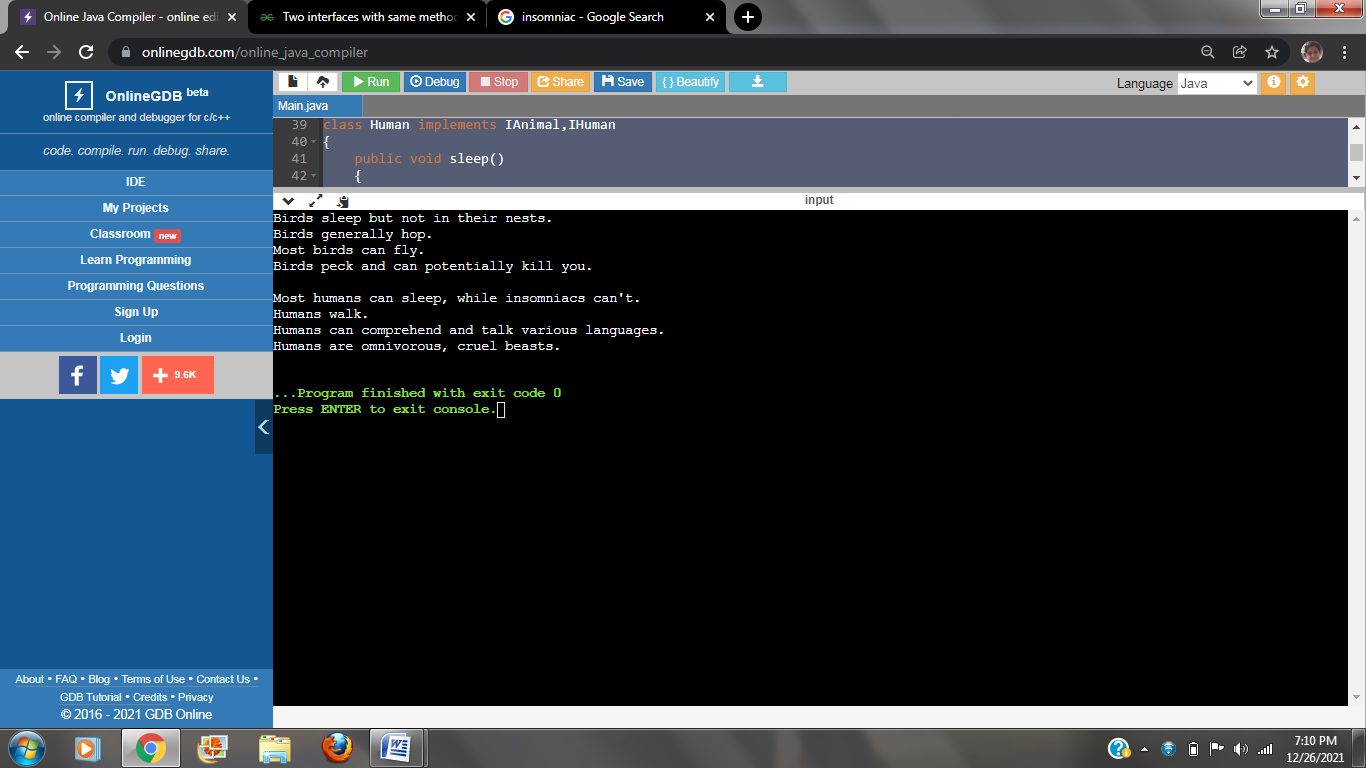 Online Java Compiler - online edi
Two interfaces with same metho
insomniac - Google Search
onlinegdb.com/online_java_compiler
OnlineGDB beta
online compiler and debugger for c/c++
code. compile. run. debug. share.
IDE
My Projects
Classroom new
Learn Programming
Programming Questions
Sign Up
Login
9.6K
About • FAQ • Blog • Terms of Use • Contact Us •
GDB Tutorial • Credits • Privacy
© 2016 - 2021 GDB Online
Run Debug Stop Share Save { } Beautify
Language Java
Main.java
39 class Human implements IAnimal,IHuman
40 {
41 public void sleep()
42 {
input
Birds sleep but not in their nests.
Birds generally hop.
Most birds can fly.
Birds peck and can potentially kill you.
Most humans can sleep, while insomniacs can't.
Humans walk.
Humans can comprehend and talk various languages.
Humans are omnivorous, cruel beasts.
...Program finished with exit code 0
Press ENTER to exit console.
7:10 PM
12/26/2021